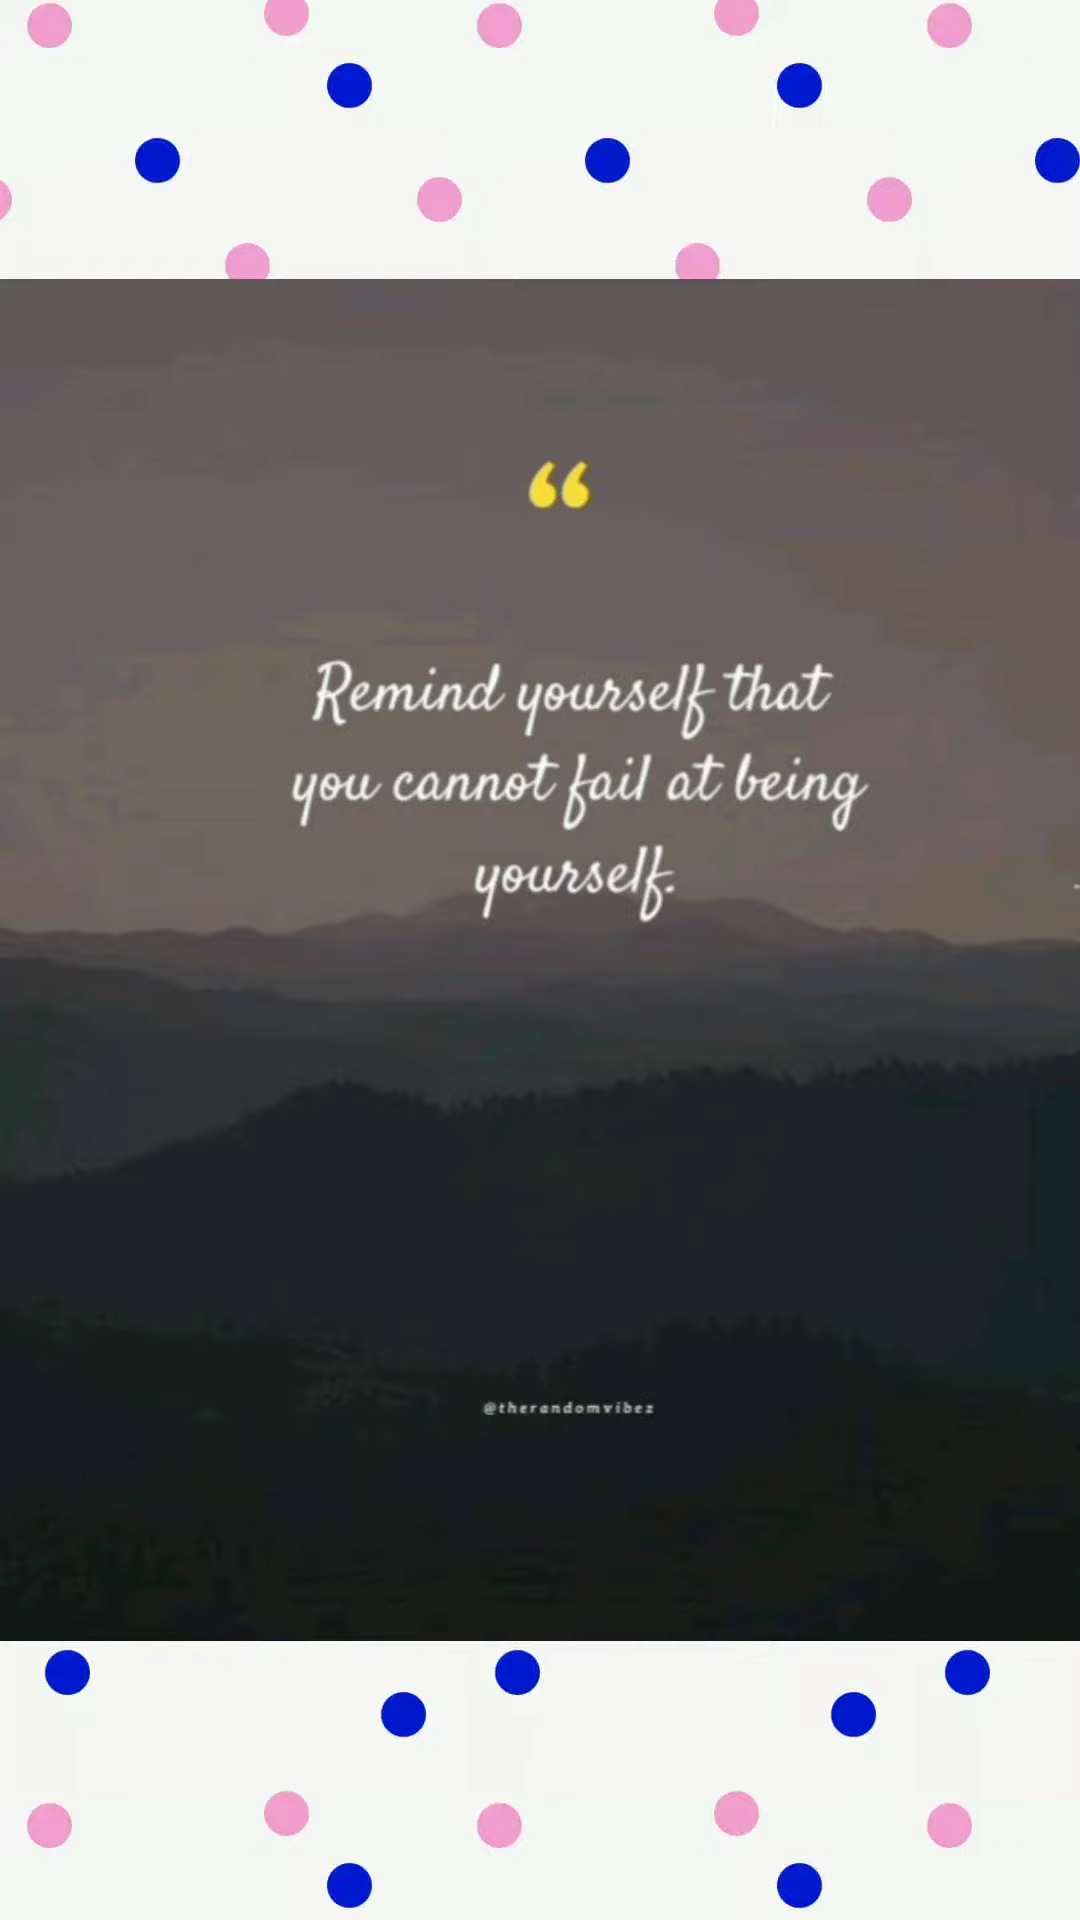 “
Remind yourself that
you cannot fail at being
yourself.
@therandomvibez